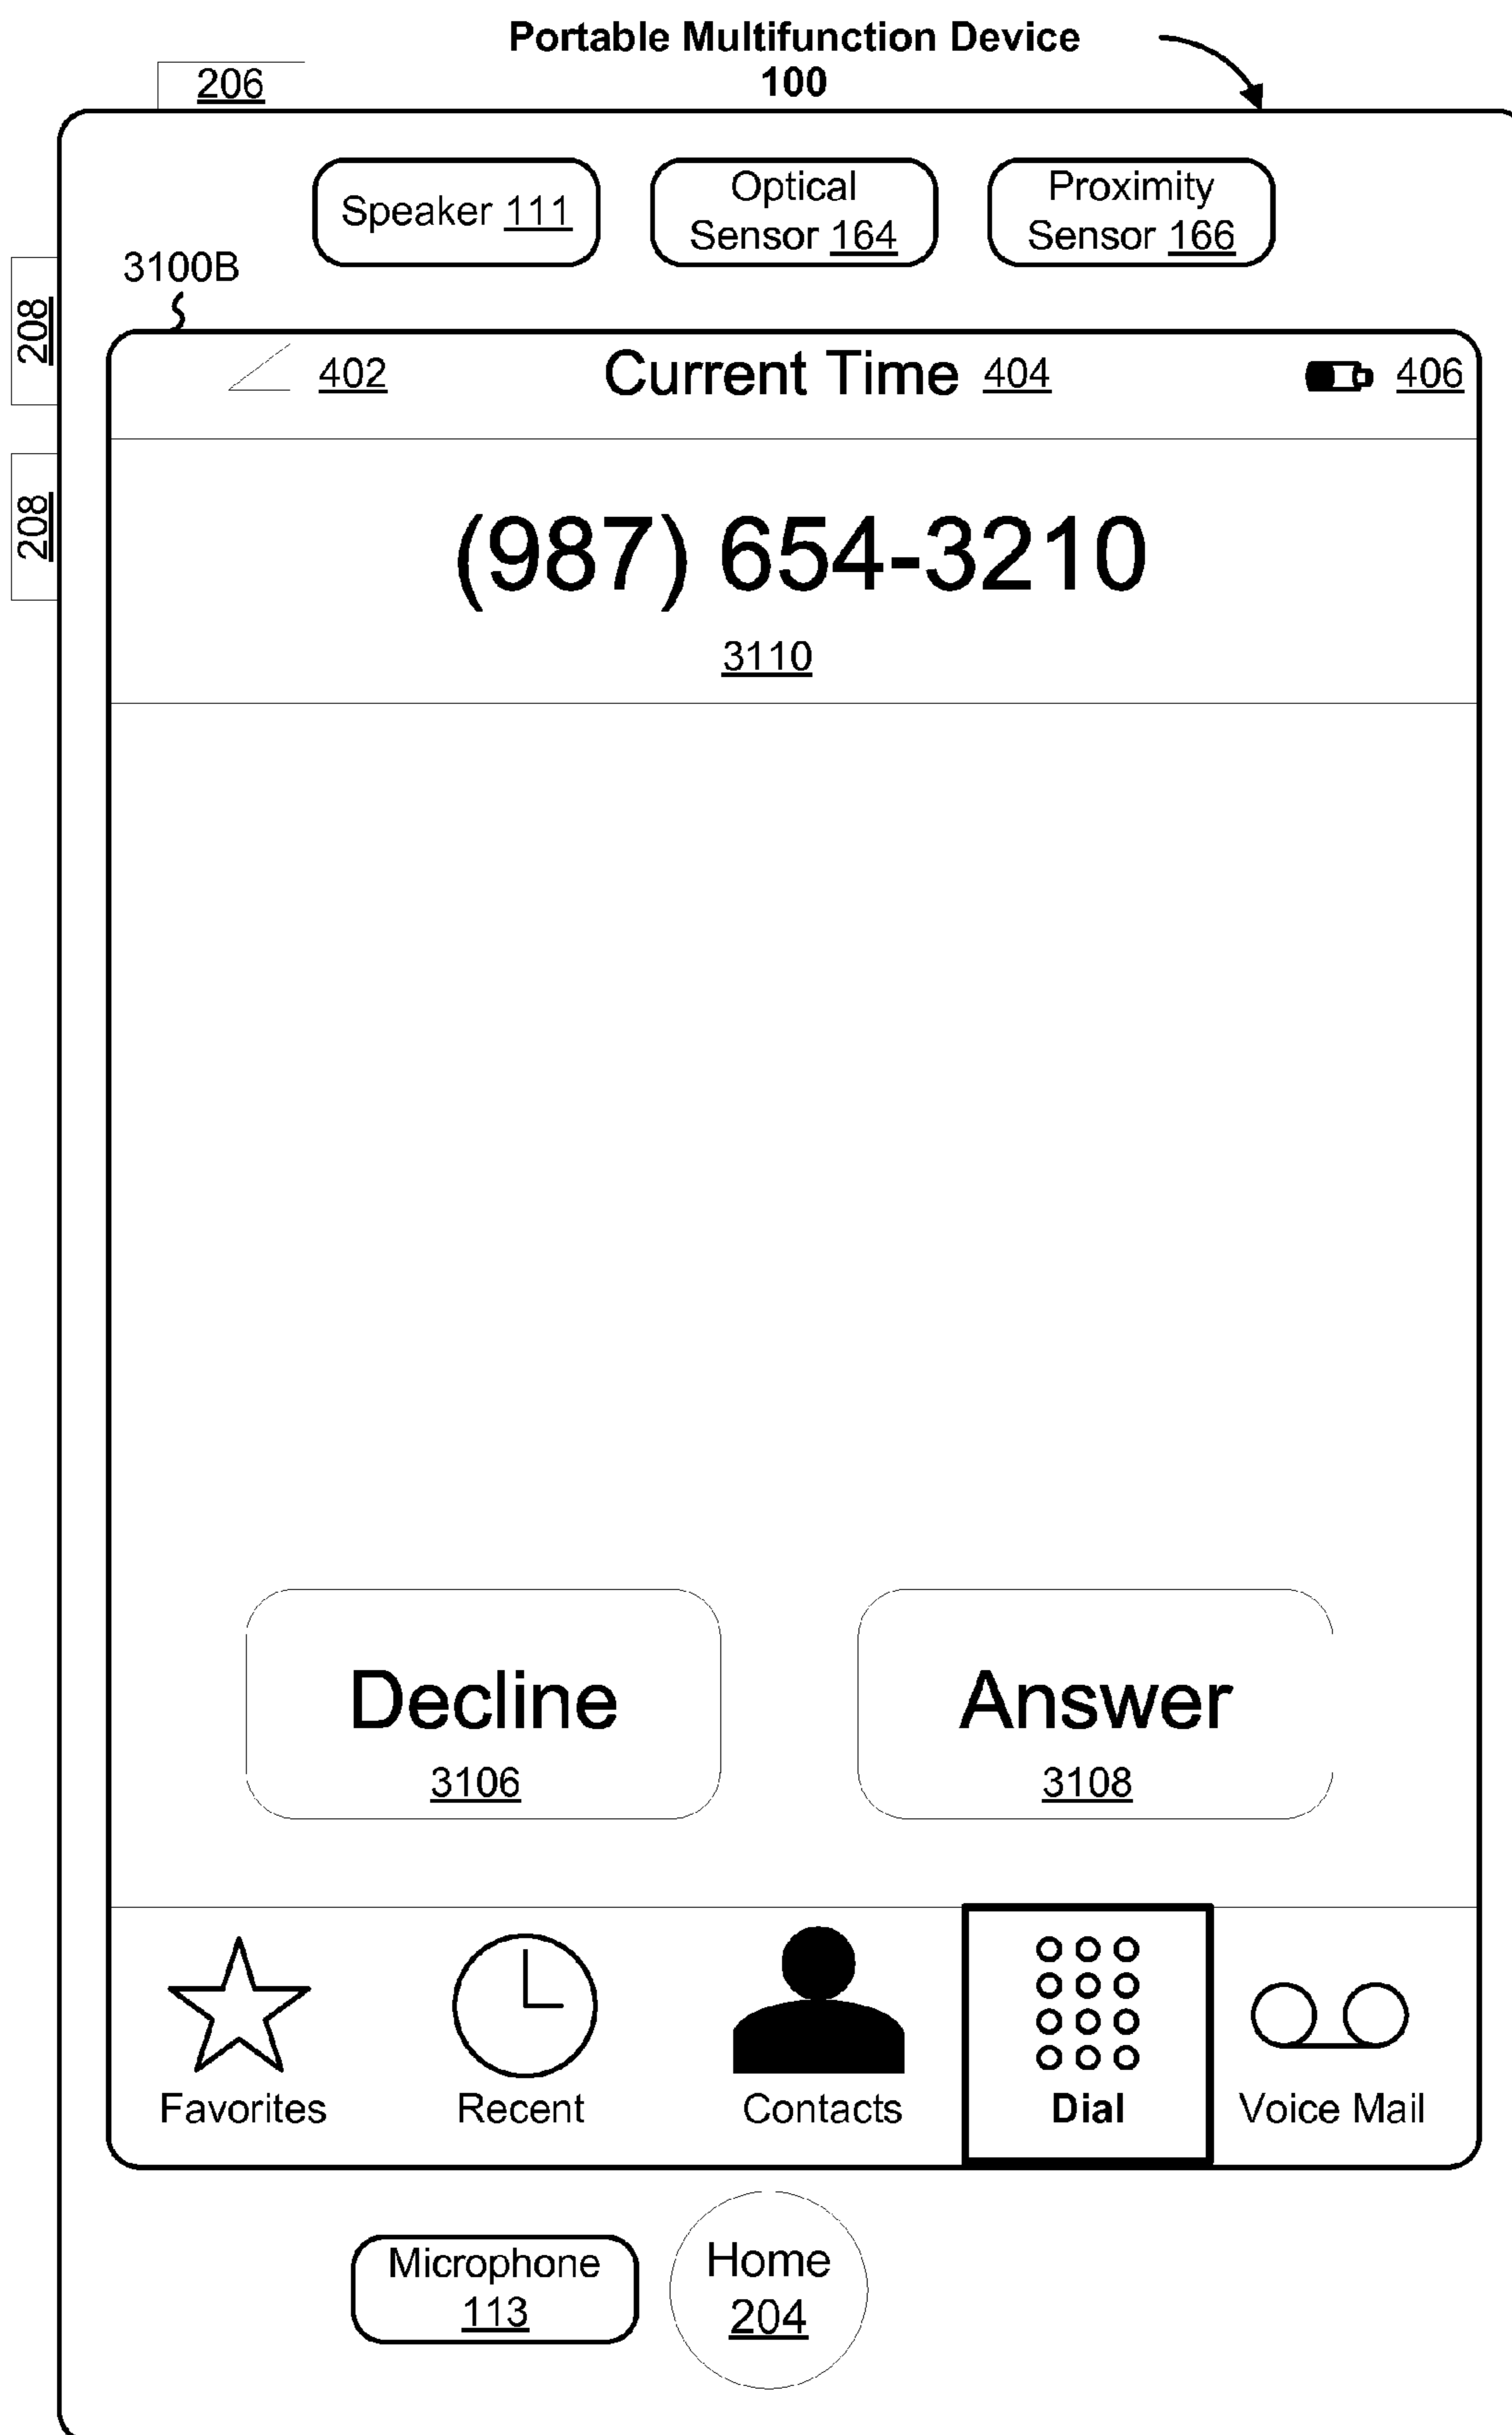 Portable Multifunction Device
100
206
Speaker 111
Optical
Sensor 164
Proximity
Sensor 166
3100B
208
402
Current Time 404
406
208
(987) 654-3210
3110
Decline
3106
Answer
3108
Favorites
Recent
Contacts
Dial
Voice Mail
Microphone
113
Home
204